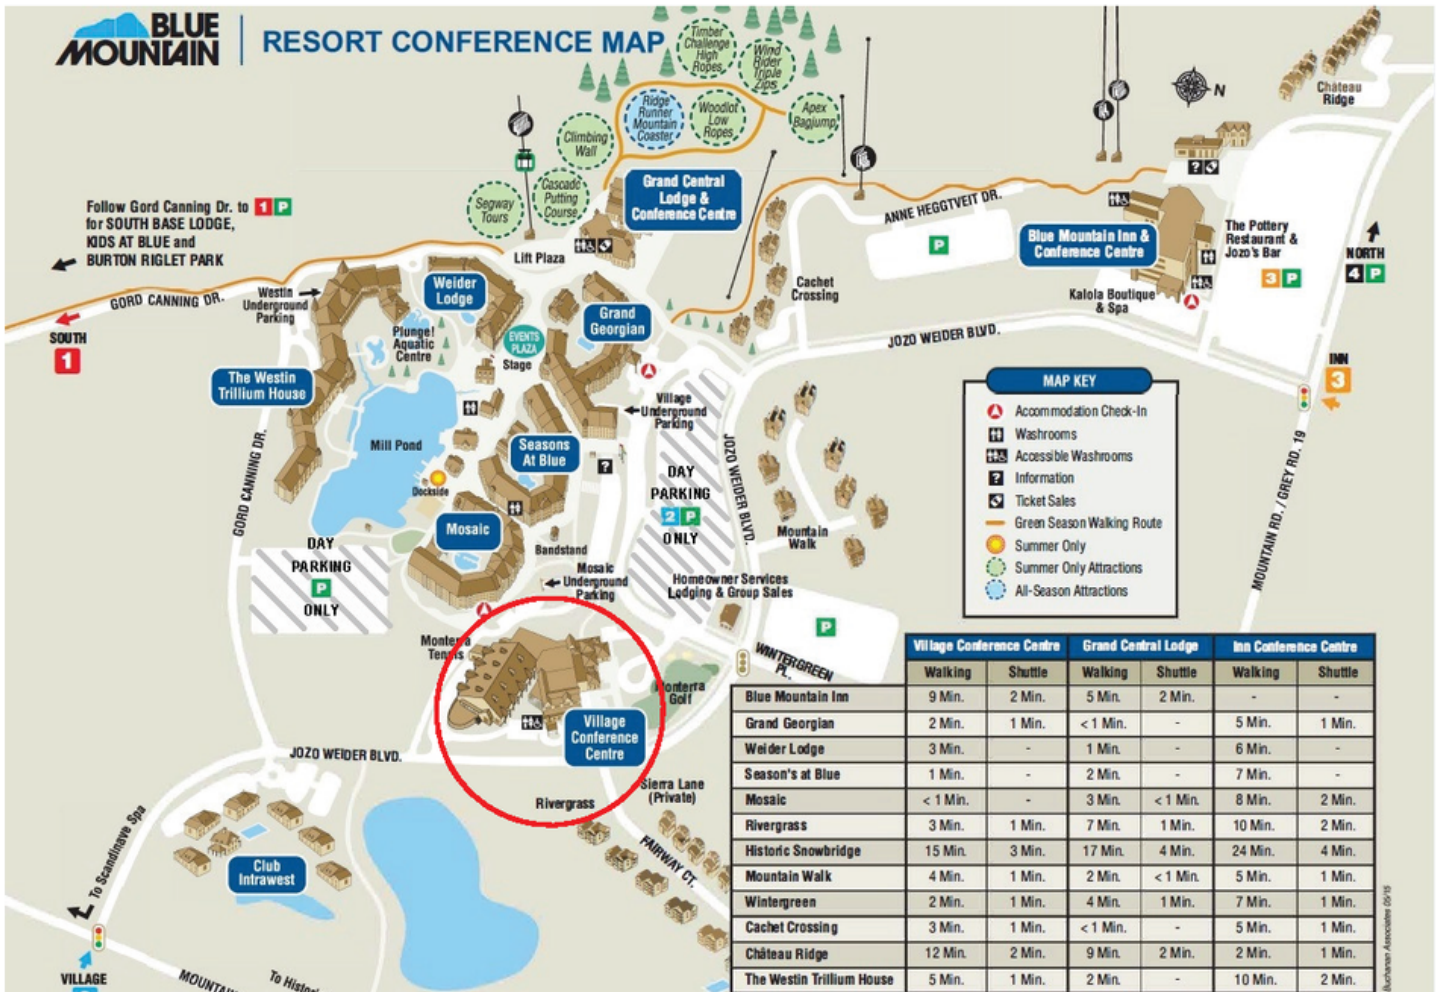 BLUE
MOUNTAIN
RESORT CONFERENCE MAP
Timber
Challenge
High
Ropes
Wind
Rider
Triple
Zips
Ridge
Runner
Mountain
Coaster
Woodlot
Low
Ropes
Apex
Bagjump
Climbing
Wall
Cascade
Putting
Course
Segway
Tours
N
Château
Ridge
Grand Central
Lodge &
Conference Centre
Follow Gord Canning Dr. to 1 P
for SOUTH BASE LODGE,
KIDS AT BLUE and
BURTON RIGLET PARK
ANNE HEGGTVEIT DR.
P
Blue Mountain Inn &
Conference Centre
The Pottery
Restaurant &
Jozo's Bar
3 P
NORTH
4 P
Lift Plaza
GORD CANNING DR.
SOUTH
1
Westin
Underground
Parking
Weider
Lodge
Grand
Georgian
Cachet
Crossing
Kalola Boutique
& Spa
JOZO WEIDER BLVD.
Plunge!
Aquatic
Centre
EVENTS
PLAZA
Stage
The Westin
Trillium House
INN
3
MAP KEY
Accommodation Check-In
Washrooms
Accessible Washrooms
? Information
Ticket Sales
Green Season Walking Route
Summer Only
Summer Only Attractions
All-Season Attractions
Village
Underground
Parking
Mill Pond
Seasons
At Blue
?
DAY
PARKING
2 P
ONLY
JOZO WEIDER BLVD.
MOUNTAIN RD. / GREY RD. 19
GORD CANNING DR.
Dockside
Mosaic
Mountain
Walk
Bandstand
DAY
PARKING
P
ONLY
Mosaic
Underground
Parking
Homeowner Services
Lodging & Group Sales
P
WINTERGREEN
PL.
Monterra
Tennis
Monterra
Golf
Village
Conference
Centre
JOZO WEIDER BLVD.
Sierra Lane
(Private)
Rivergrass
FAIRWAY CT.
To Scandinave Spa
Club
Intrawest
VILLAGE
Village Conference Centre Grand Central Lodge Inn Conference Centre
Walking Shuttle Walking Shuttle Walking Shuttle
Blue Mountain Inn 9 Min. 2 Min. 5 Min. 2 Min. - -
Grand Georgian 2 Min. 1 Min. < 1 Min. - 5 Min. 1 Min.
Weider Lodge 3 Min. - 1 Min. - 6 Min. -
Season's at Blue 1 Min. - 2 Min. - 7 Min. -
Mosaic < 1 Min. - 3 Min. < 1 Min. 8 Min. 2 Min.
Rivergrass 3 Min. 1 Min. 7 Min. 1 Min. 10 Min. 2 Min.
Historic Snowbridge 15 Min. 3 Min. 17 Min. 4 Min. 24 Min. 4 Min.
Mountain Walk 4 Min. 1 Min. 2 Min. < 1 Min. 5 Min. 1 Min.
Wintergreen 2 Min. 1 Min. 4 Min. 1 Min. 7 Min. 1 Min.
Cachet Crossing 3 Min. 1 Min. < 1 Min. - 5 Min. 1 Min.
Château Ridge 12 Min. 2 Min. 9 Min. 2 Min. 2 Min. 1 Min.
The Westin Trillium House 5 Min. 1 Min. 2 Min. - 10 Min. 2 Min.
Buchanan Associates 05/15